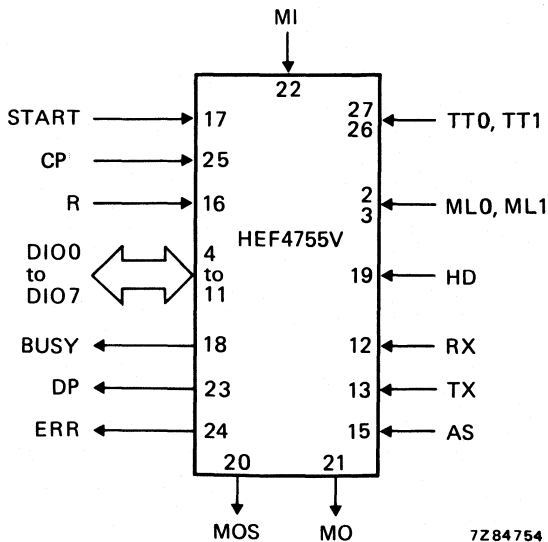 MI
22
START
17
27
26
TT0, TT1
CP
25
R
16
2
3
ML0, ML1
HEF4755V
DIO0
to
DIO7
4
to
11
19
HD
BUSY
18
12
RX
DP
23
13
TX
ERR
24
15
AS
20
21
MOS
MO
7Z84754